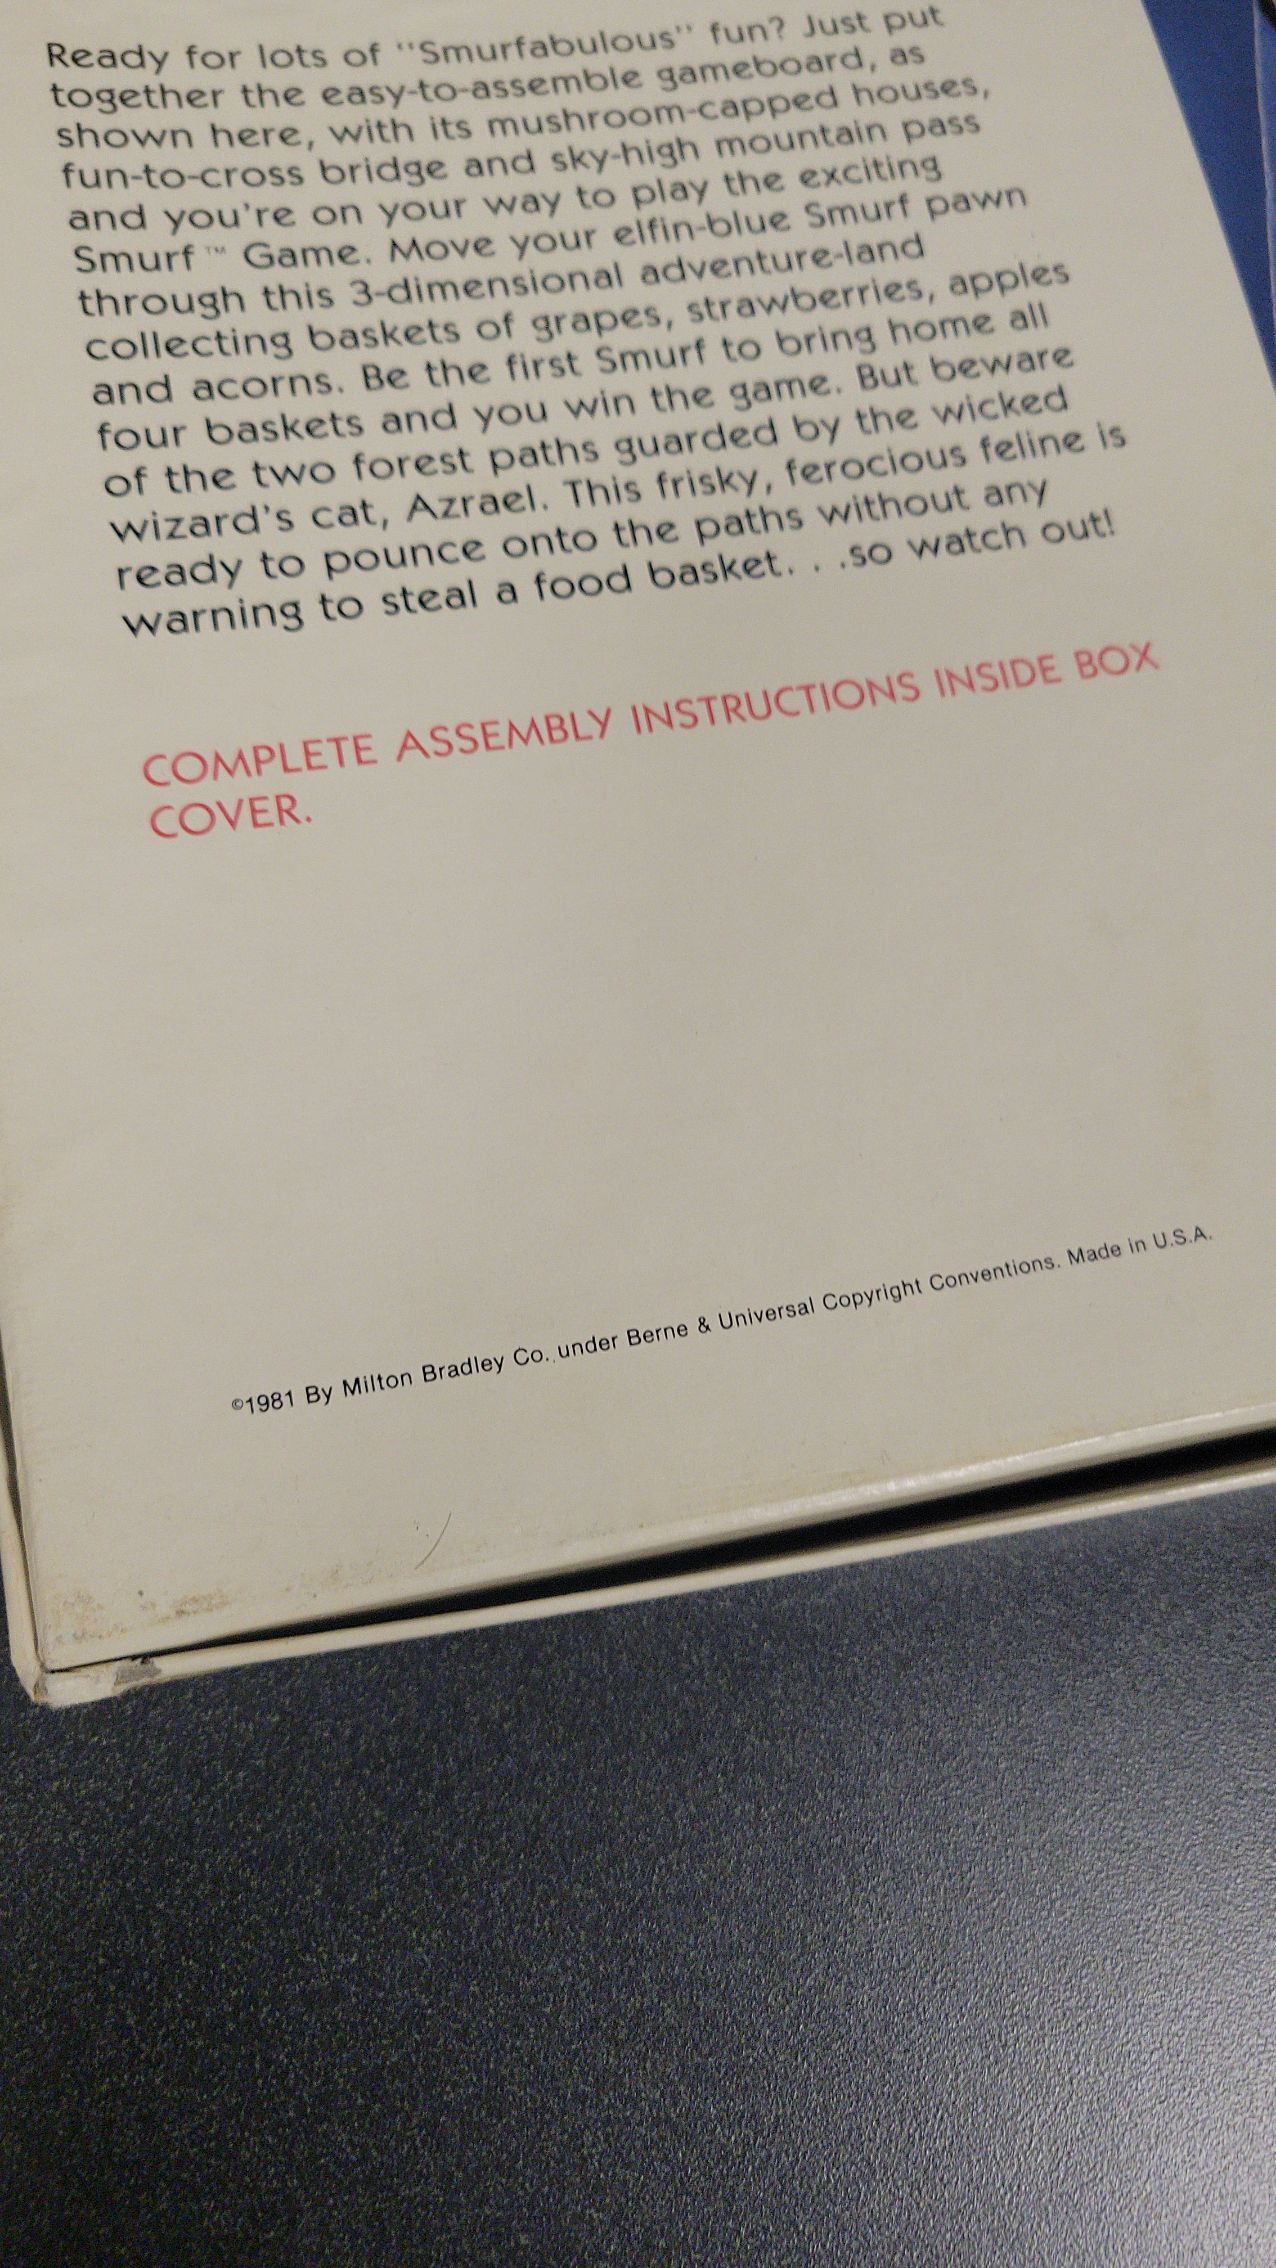 Ready for lots of "Smurfabulous" fun? Just put
together the easy-to-assemble gameboard, as
shown here, with its mushroom-capped houses,
fun-to-cross bridge and sky-high mountain pass
and you're on your way to play the exciting
Smurf™ Game. Move your elfin-blue Smurf pawn
through this 3-dimensional adventure-land
collecting baskets of grapes, strawberries, apples
and acorns. Be the first Smurf to bring home all
four baskets and you win the game. But beware
of the two forest paths guarded by the wicked
wizard's cat, Azrael. This frisky, ferocious feline is
ready to pounce onto the paths without any
warning to steal a food basket. . .so watch out!
COMPLETE ASSEMBLY INSTRUCTIONS INSIDE BOX
COVER.
©1981 By Milton Bradley Co. under Berne & Universal Copyright Conventions. Made in U.S.A.